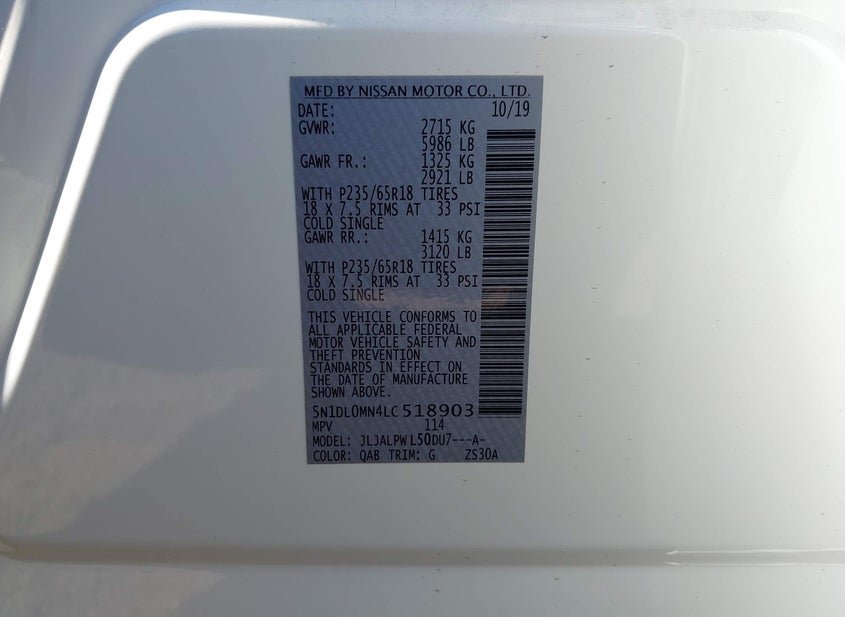 MFD BY NISSAN MOTOR CO., LTD.
DATE: 10/19
GVWR: 2715 KG
5986 LB
GAWR FR.: 1325 KG
2921 LB
WITH P235/65R18 TIRES
18 X 7.5 RIMS AT 33 PSI
COLD SINGLE
GAWR RR.: 1415 KG
3120 LB
WITH P235/65R18 TIRES
18 X 7.5 RIMS AT 33 PSI
COLD SINGLE
THIS VEHICLE CONFORMS TO
ALL APPLICABLE FEDERAL
MOTOR VEHICLE SAFETY AND
THEFT PREVENTION
STANDARDS IN EFFECT ON
THE DATE OF MANUFACTURE
SHOWN ABOVE.
5N1DL0MN4LC518903
MPV 114
MODEL: JLJALPW L50DU7---A-
COLOR: QAB TRIM: G ZS30A